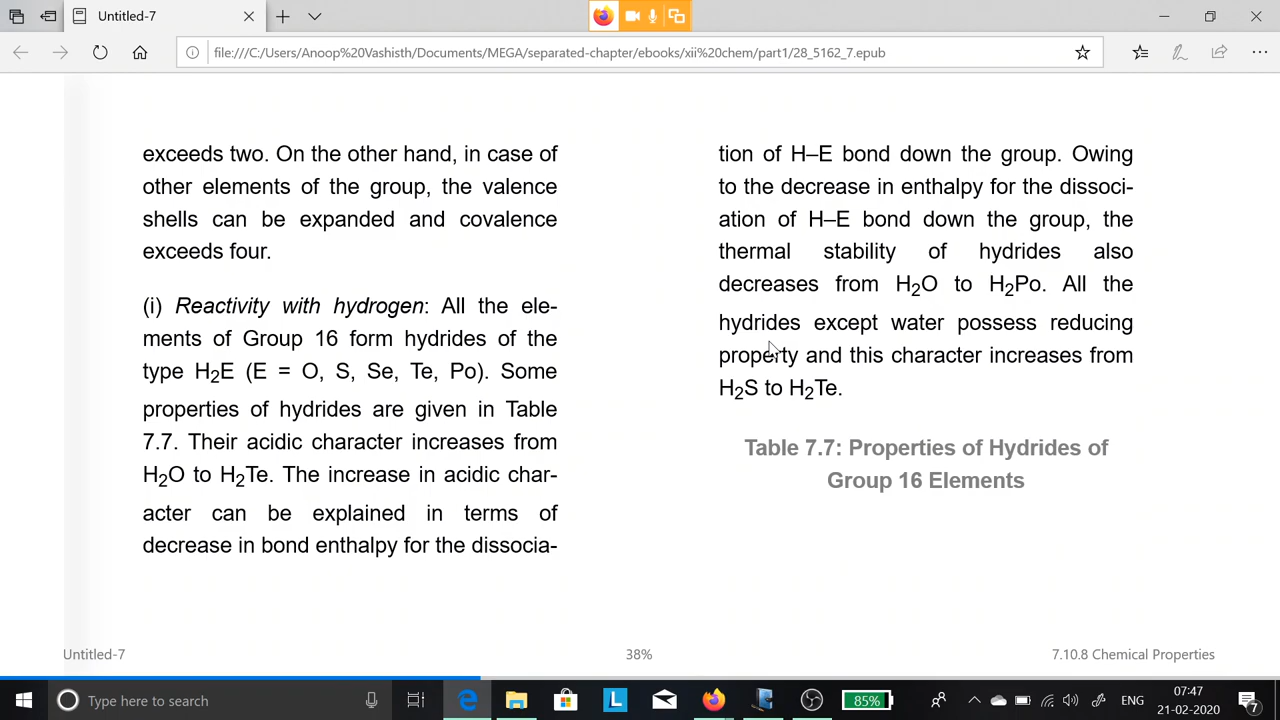 Untitled-7
file:///C:/Users/Anoop%20Vashisth/Documents/MEGA/separated-chapter/ebooks/xii%20chem/part1/28_5162_7.epub
exceeds two. On the other hand, in case of
other elements of the group, the valence
shells can be expanded and covalence
exceeds four.
(i) Reactivity with hydrogen: All the ele-
ments of Group 16 form hydrides of the
type H₂E (E = O, S, Se, Te, Po). Some
properties of hydrides are given in Table
7.7. Their acidic character increases from
H₂O to H₂Te. The increase in acidic char-
acter can be explained in terms of
decrease in bond enthalpy for the dissocia-
tion of H–E bond down the group. Owing
to the decrease in enthalpy for the dissoci-
ation of H–E bond down the group, the
thermal stability of hydrides also
decreases from H₂O to H₂Po. All the
hydrides except water possess reducing
property and this character increases from
H₂S to H₂Te.
Table 7.7: Properties of Hydrides of
Group 16 Elements
Untitled-7
38%
7.10.8 Chemical Properties
Type here to search
L
85%
ENG
07:47
21-02-2020
7